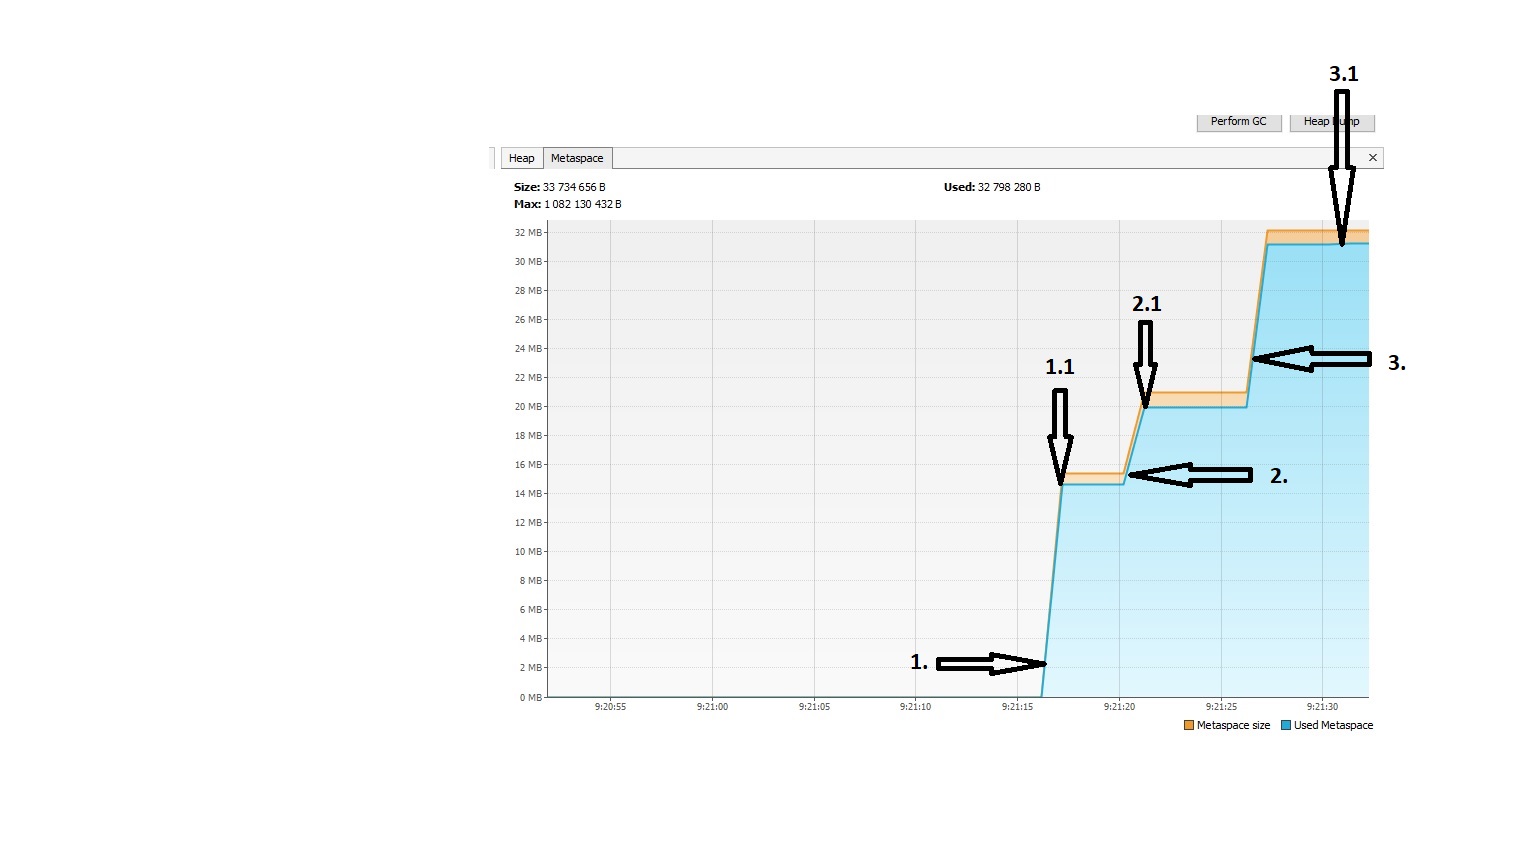 3.1
Perform GC
Heap Dump
Heap
Metaspace
×
Size: 33 734 656 B
Used: 32 798 280 B
Max: 1 082 130 432 B
32 MB
30 MB
28 MB
26 MB
2.1
24 MB
3.
1.1
22 MB
20 MB
18 MB
16 MB
2.
14 MB
12 MB
10 MB
8 MB
6 MB
4 MB
1.
2 MB
0 MB
9:20:55
9:21:00
9:21:05
9:21:10
9:21:15
9:21:20
9:21:25
9:21:30
Metaspace size
Used Metaspace